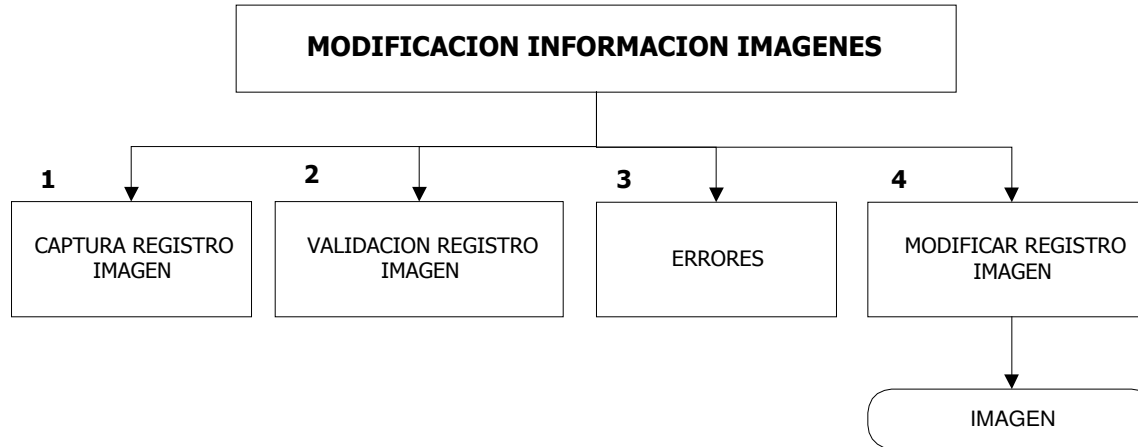 MODIFICACION INFORMACION IMAGENES
1
2
3
4
CAPTURA REGISTRO
IMAGEN
VALIDACION REGISTRO
IMAGEN
ERRORES
MODIFICAR REGISTRO
IMAGEN
IMAGEN